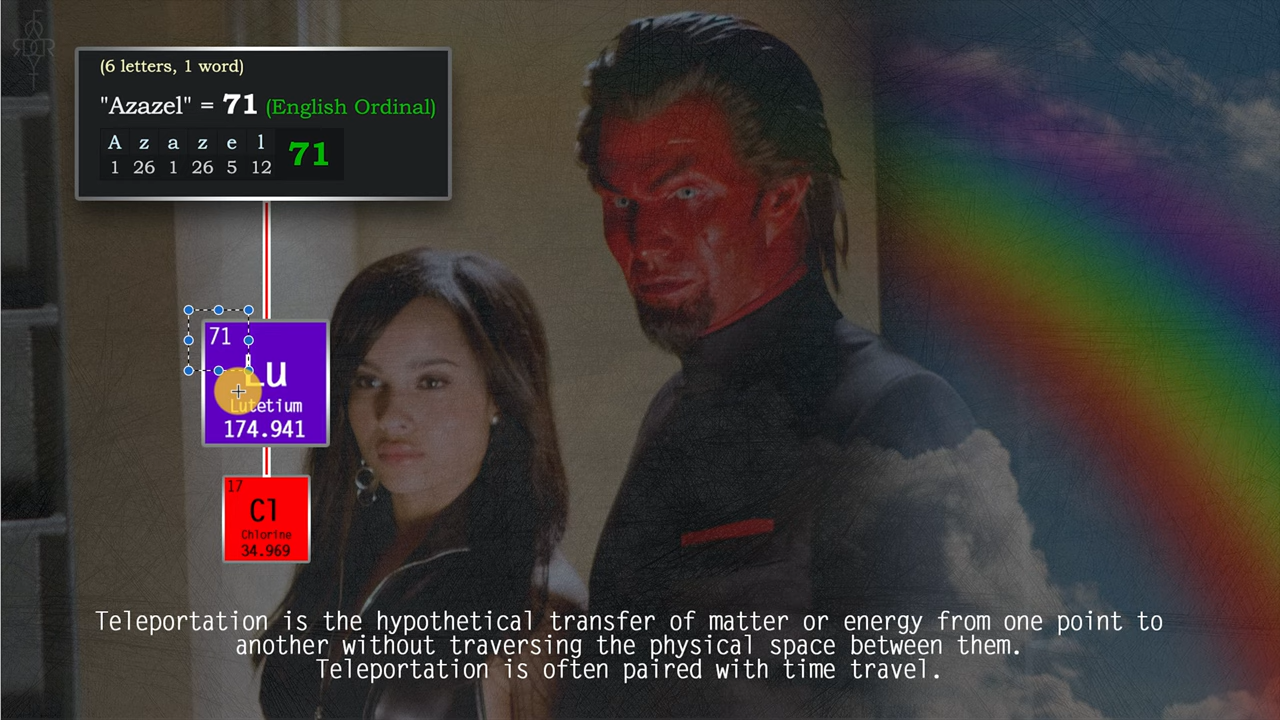 (6 letters, 1 word)
"Azazel" = 71 (English Ordinal)
A z a z e l 71
1 26 1 26 5 12
71
Lu
Lutetium
174.941
17
Cl
Chlorine
34.969
Teleportation is the hypothetical transfer of matter or energy from one point to
another without traversing the physical space between them.
Teleportation is often paired with time travel.